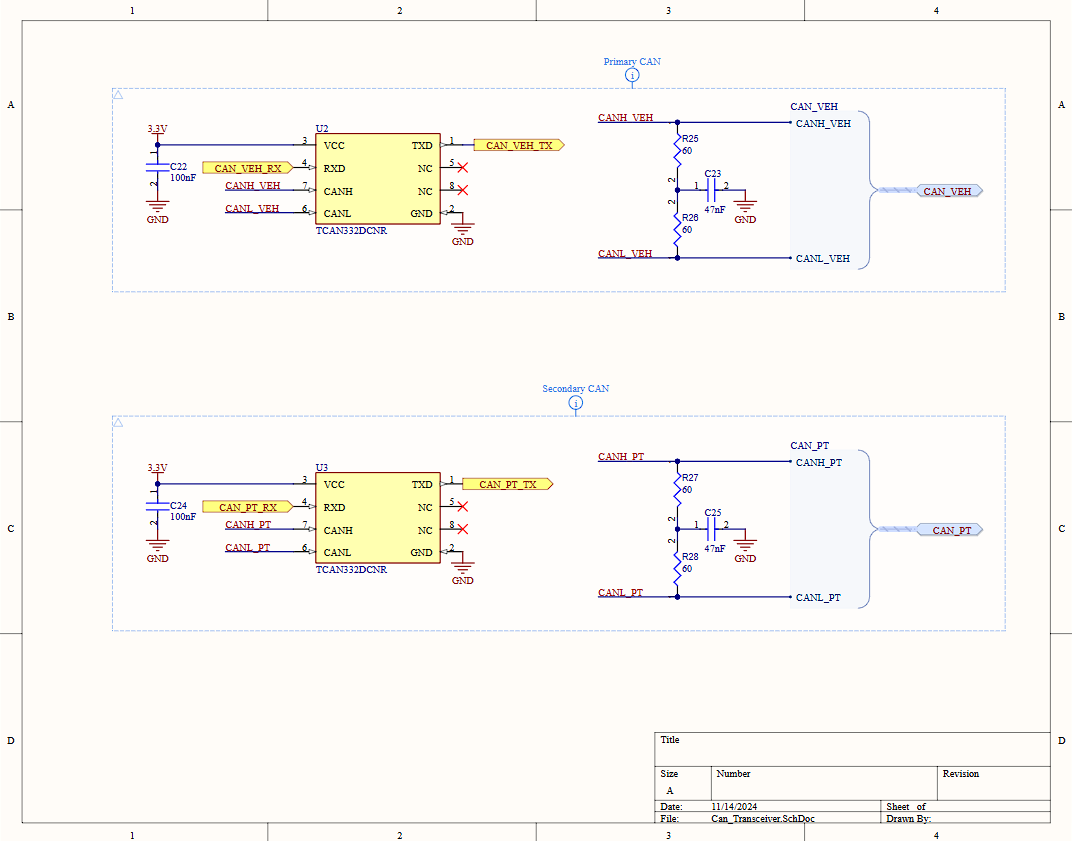 1 2 3 4
A A
B B
C C
D D
1 2 3 4
Primary CAN
i
3.3V
C22
100nF
1
2
GND
U2
3 VCC TXD 1 CAN_VEH_TX
CAN_VEH_RX 4 RXD NC 5
CANH_VEH 7 CANH NC 8
CANL_VEH 6 CANL GND 2
TCAN332DCNR
GND
CANH_VEH
R25
60
2
C23
1 2
47nF
GND
2
R26
60
CANL_VEH
CAN_VEH
CANH_VEH
CANL_VEH
CAN_VEH
Secondary CAN
i
3.3V
C24
100nF
1
2
GND
U3
3 VCC TXD 1 CAN_PT_TX
CAN_PT_RX 4 RXD NC 5
CANH_PT 7 CANH NC 8
CANL_PT 6 CANL GND 2
TCAN332DCNR
GND
CANH_PT
R27
60
2
C25
1 2
47nF
GND
2
R28
60
CANL_PT
CAN_PT
CANH_PT
CANL_PT
CAN_PT
Title
Size Number Revision
A
Date: 11/14/2024 Sheet of
File: Can_Transceiver.SchDoc Drawn By: